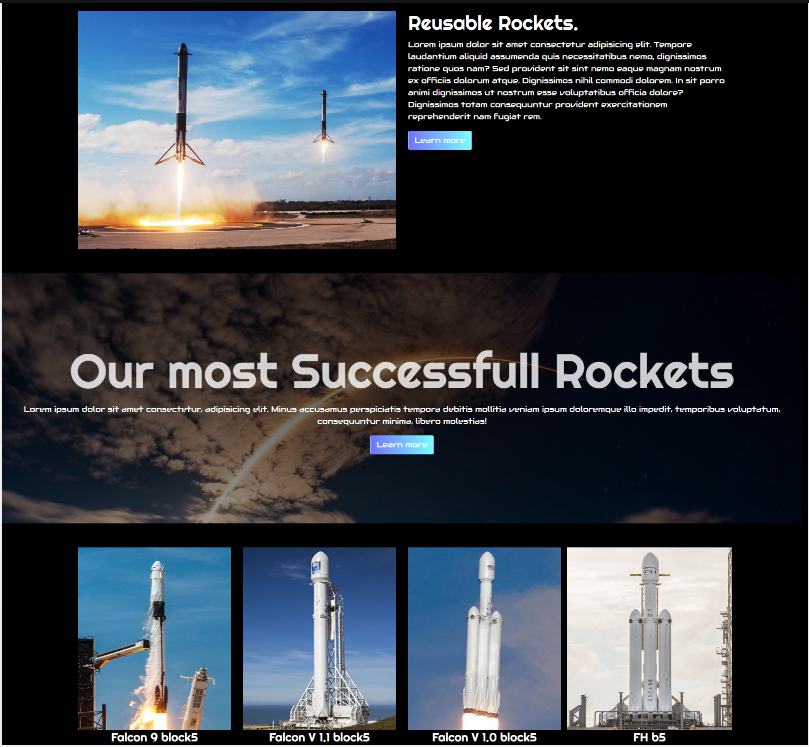 Reusable Rockets.
Lorem ipsum dolor sit amet consectetur adipisicing elit. Tempore
laudantium aliquid assumenda quis necessitatibus nemo, dignissimos
ratione quos nam? Sed provident sit sint nemo eaque magnam nostrum
ex officiis dolorum atque. Dignissimos nihil commodi dolorem. In sit porro
animi dignissimos ut nostrum esse voluptatibus officia dolore?
Dignissimos totam consequuntur provident exercitationem
reprehenderit nam fugiat rem.
Learn more
Our most Successfull Rockets
Lorem ipsum dolor sit amet consectetur, adipisicing elit. Minus accusamus perspiciatis tempora debitis mollitia veniam ipsum doloremque illo impedit, temporibus voluptatum,
consequuntur minima, libero molestias!
Learn more
Falcon 9 block5
Falcon V 1.1 block5
Falcon V 1.0 block5
FH b5